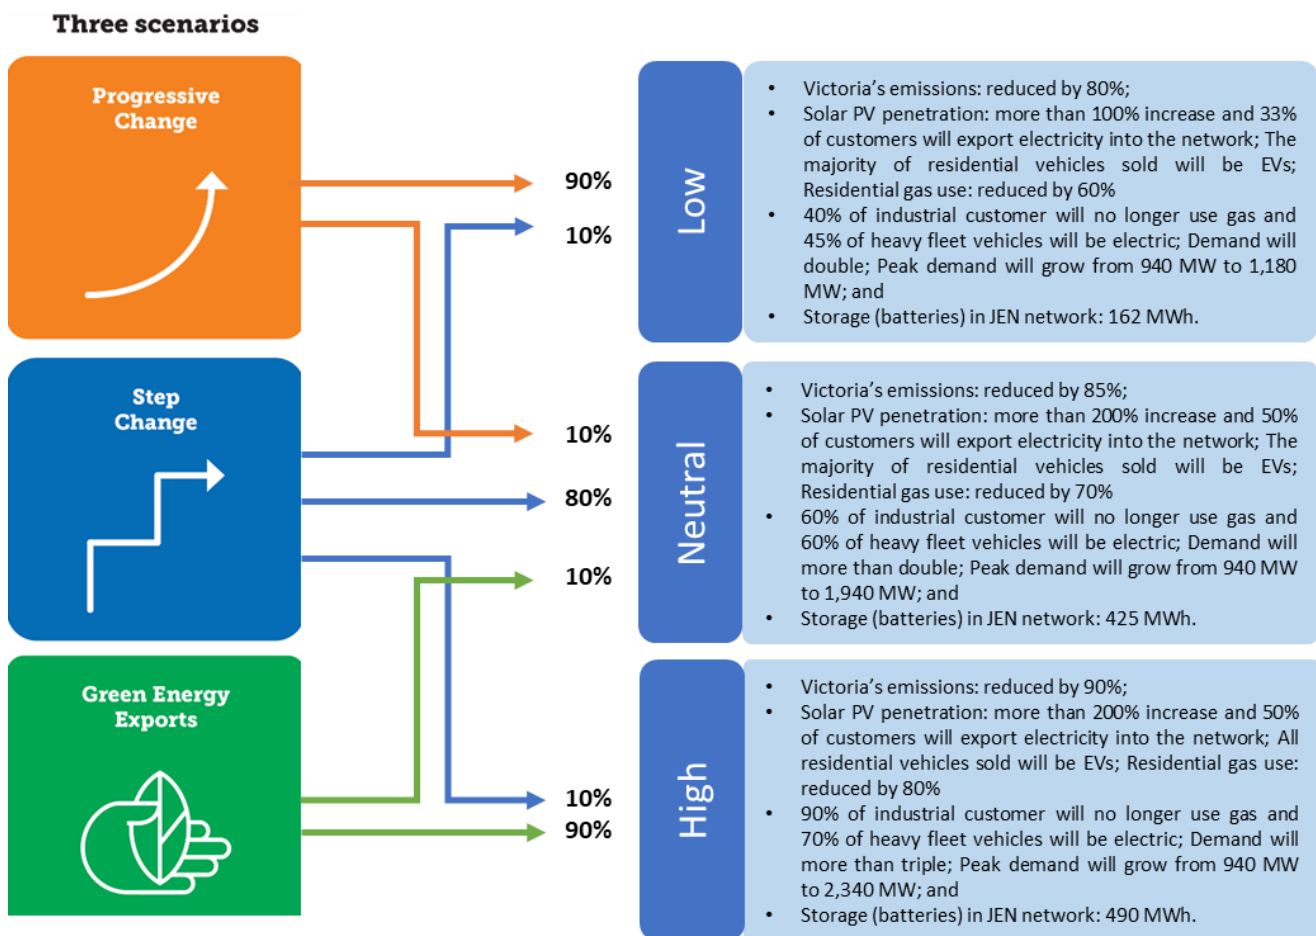 Three scenarios
Progressive
Change
90%
10%
Low
• Victoria’s emissions: reduced by 80%;
• Solar PV penetration: more than 100% increase and 33%
of customers will export electricity into the network; The
majority of residential vehicles sold will be EVs;
Residential gas use: reduced by 60%
• 40% of industrial customer will no longer use gas and
45% of heavy fleet vehicles will be electric; Demand will
double; Peak demand will grow from 940 MW to 1,180
MW; and
• Storage (batteries) in JEN network: 162 MWh.
Step
Change
10%
80%
10%
Neutral
• Victoria’s emissions: reduced by 85%;
• Solar PV penetration: more than 200% increase and 50%
of customers will export electricity into the network; The
majority of residential vehicles sold will be EVs;
Residential gas use: reduced by 70%
• 60% of industrial customer will no longer use gas and
60% of heavy fleet vehicles will be electric; Demand will
more than double; Peak demand will grow from 940 MW
to 1,940 MW; and
• Storage (batteries) in JEN network: 425 MWh.
Green Energy
Exports
10%
90%
High
• Victoria’s emissions: reduced by 90%;
• Solar PV penetration: more than 200% increase and 50%
of customers will export electricity into the network; All
residential vehicles sold will be EVs; Residential gas use:
reduced by 80%
• 90% of industrial customer will no longer use gas and
70% of heavy fleet vehicles will be electric; Demand will
more than triple; Peak demand will grow from 940 MW
to 2,340 MW; and
• Storage (batteries) in JEN network: 490 MWh.